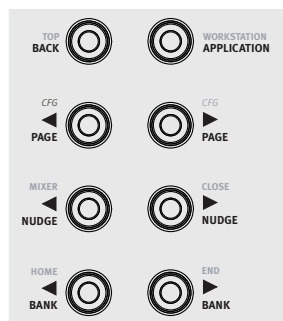 TOP
BACK
WORKSTATION
APPLICATION
CFG
PAGE
CFG
PAGE
MIXER
NUDGE
CLOSE
NUDGE
HOME
BANK
END
BANK